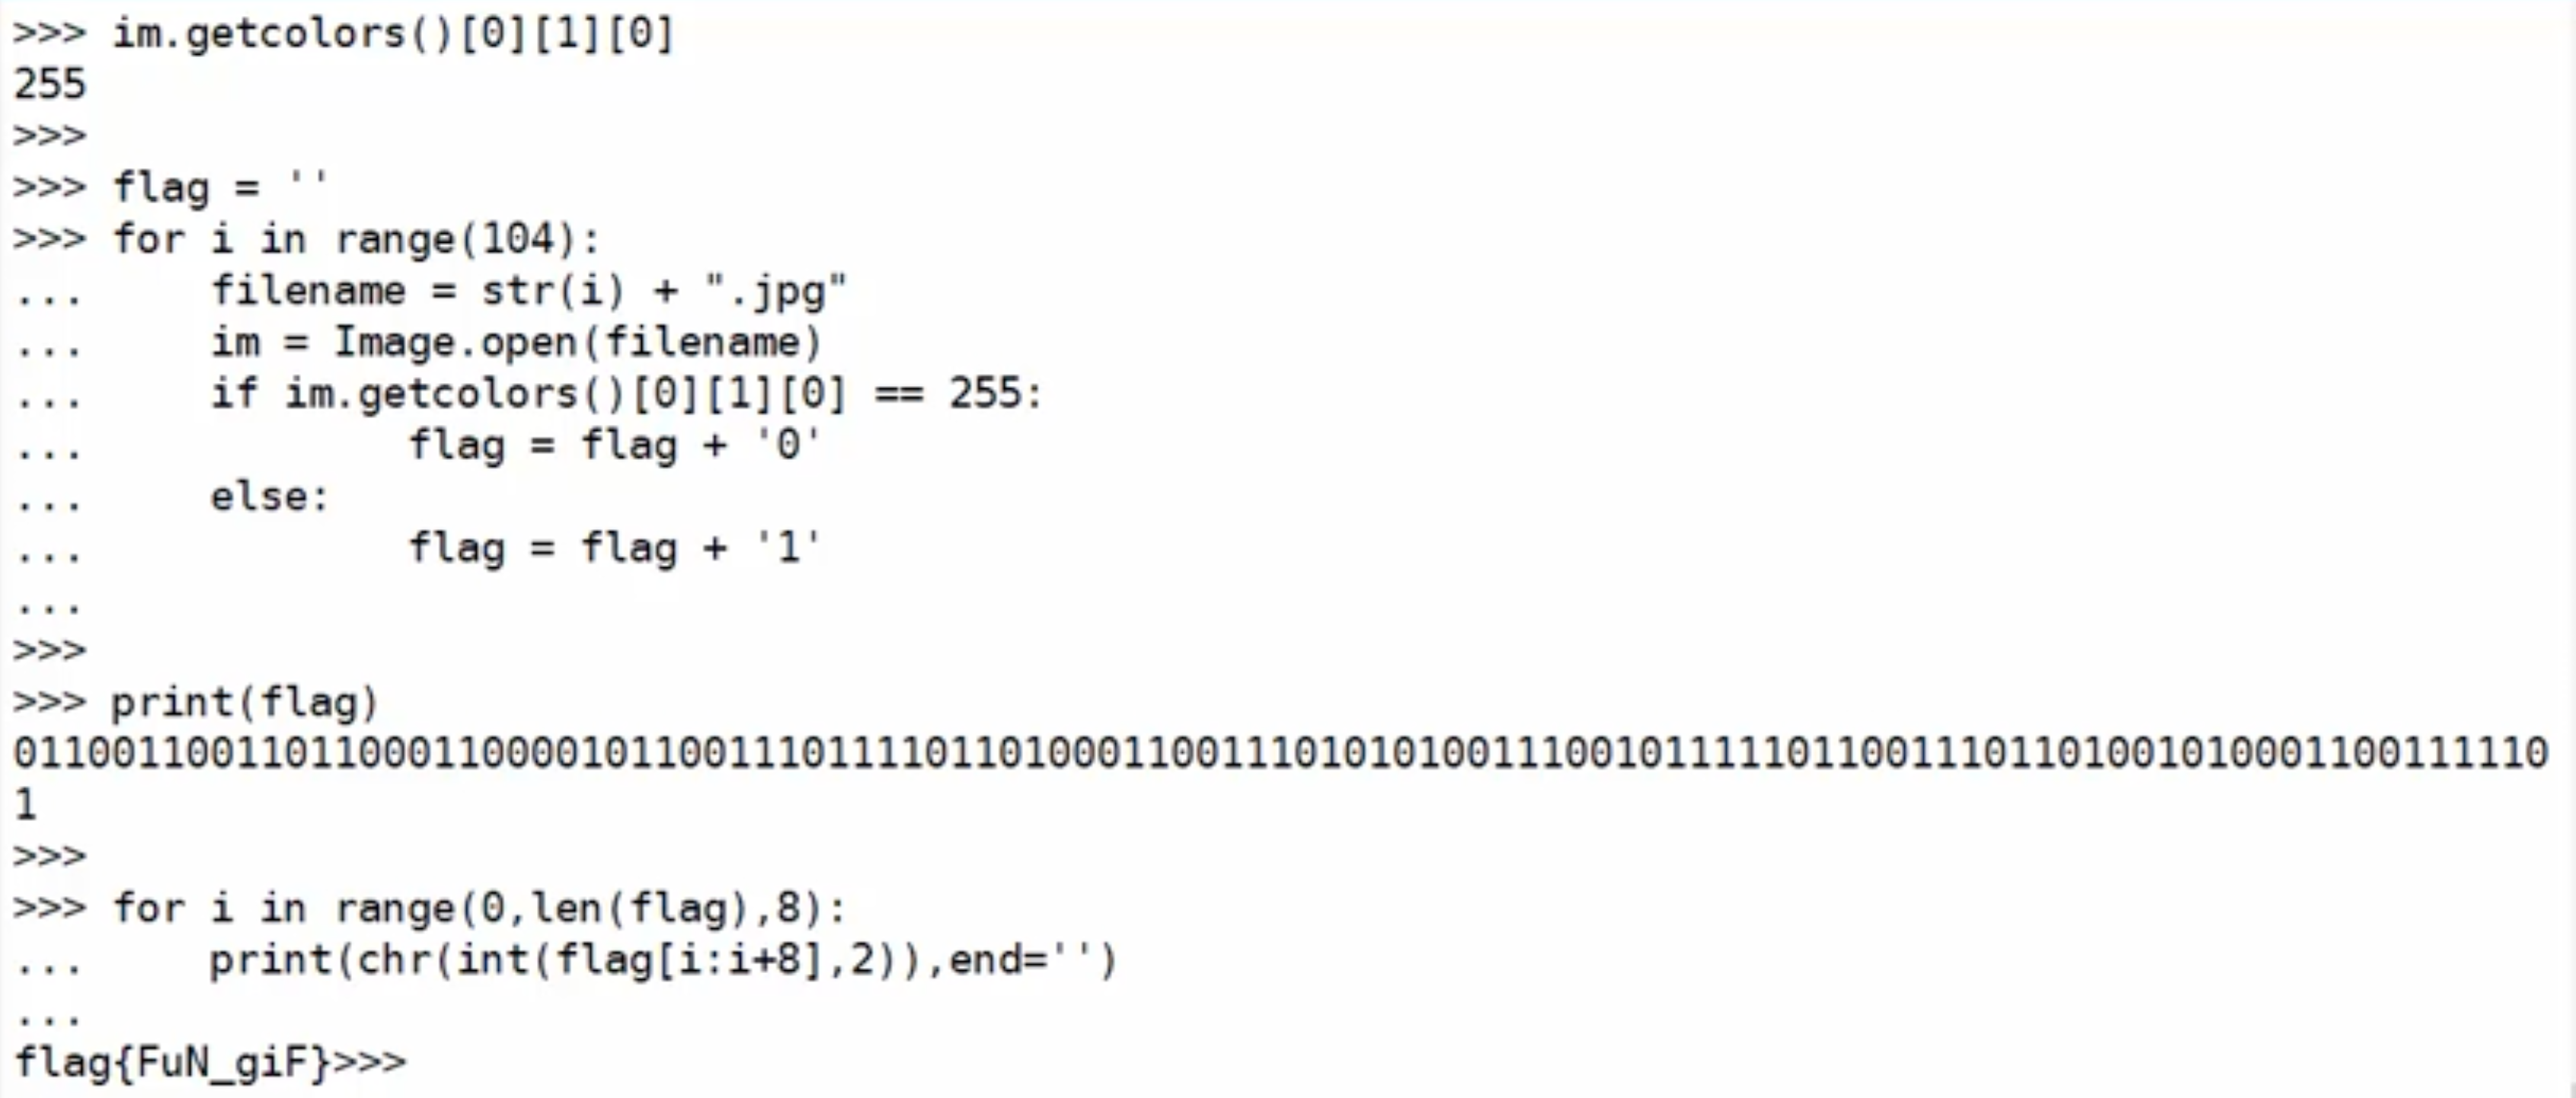 >>> im.getcolors()[0][1][0]
255
>>>
>>> flag = ''
>>> for i in range(104):
...     filename = str(i) + ".jpg"
...     im = Image.open(filename)
...     if im.getcolors()[0][1][0] == 255:
...             flag = flag + '0'
...     else:
...             flag = flag + '1'
...
>>>
>>> print(flag)
0110011001101100011000010110011101111011010001100111010101001110010111110110011101101001010001100111110
1
>>>
>>> for i in range(0,len(flag),8):
...     print(chr(int(flag[i:i+8],2)),end='')
...
flag{FuN_giF}>>>